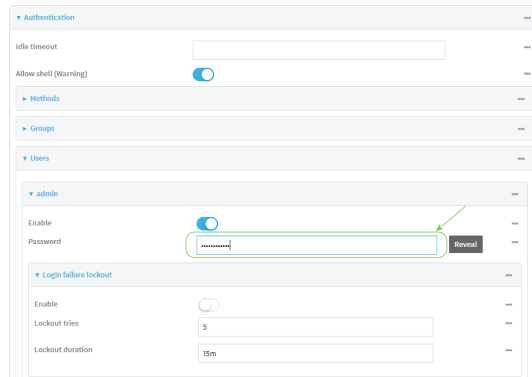 Authentication
Idle timeout
Allow shell (Warning)
Methods
Groups
Users
admin
Enable
Password ············ Reveal
Login failure lockout
Enable
Lockout tries 5
Lockout duration 15m